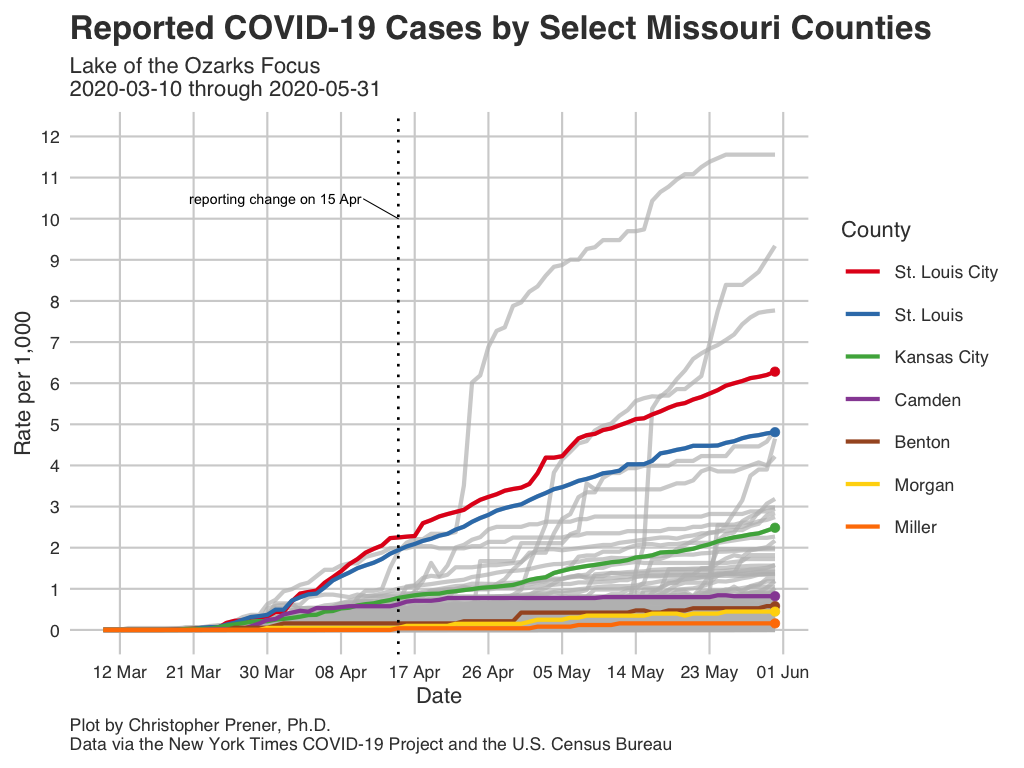 Reported COVID-19 Cases by Select Missouri Counties
Lake of the Ozarks Focus
2020-03-10 through 2020-05-31
12
11
10
9
8
7
6
5
4
3
2
1
0
Rate per 1,000
reporting change on 15 Apr
12 Mar 21 Mar 30 Mar 08 Apr 17 Apr 26 Apr 05 May 14 May 23 May 01 Jun
Date
County
St. Louis City
St. Louis
Kansas City
Camden
Benton
Morgan
Miller
Plot by Christopher Prener, Ph.D.
Data via the New York Times COVID-19 Project and the U.S. Census Bureau